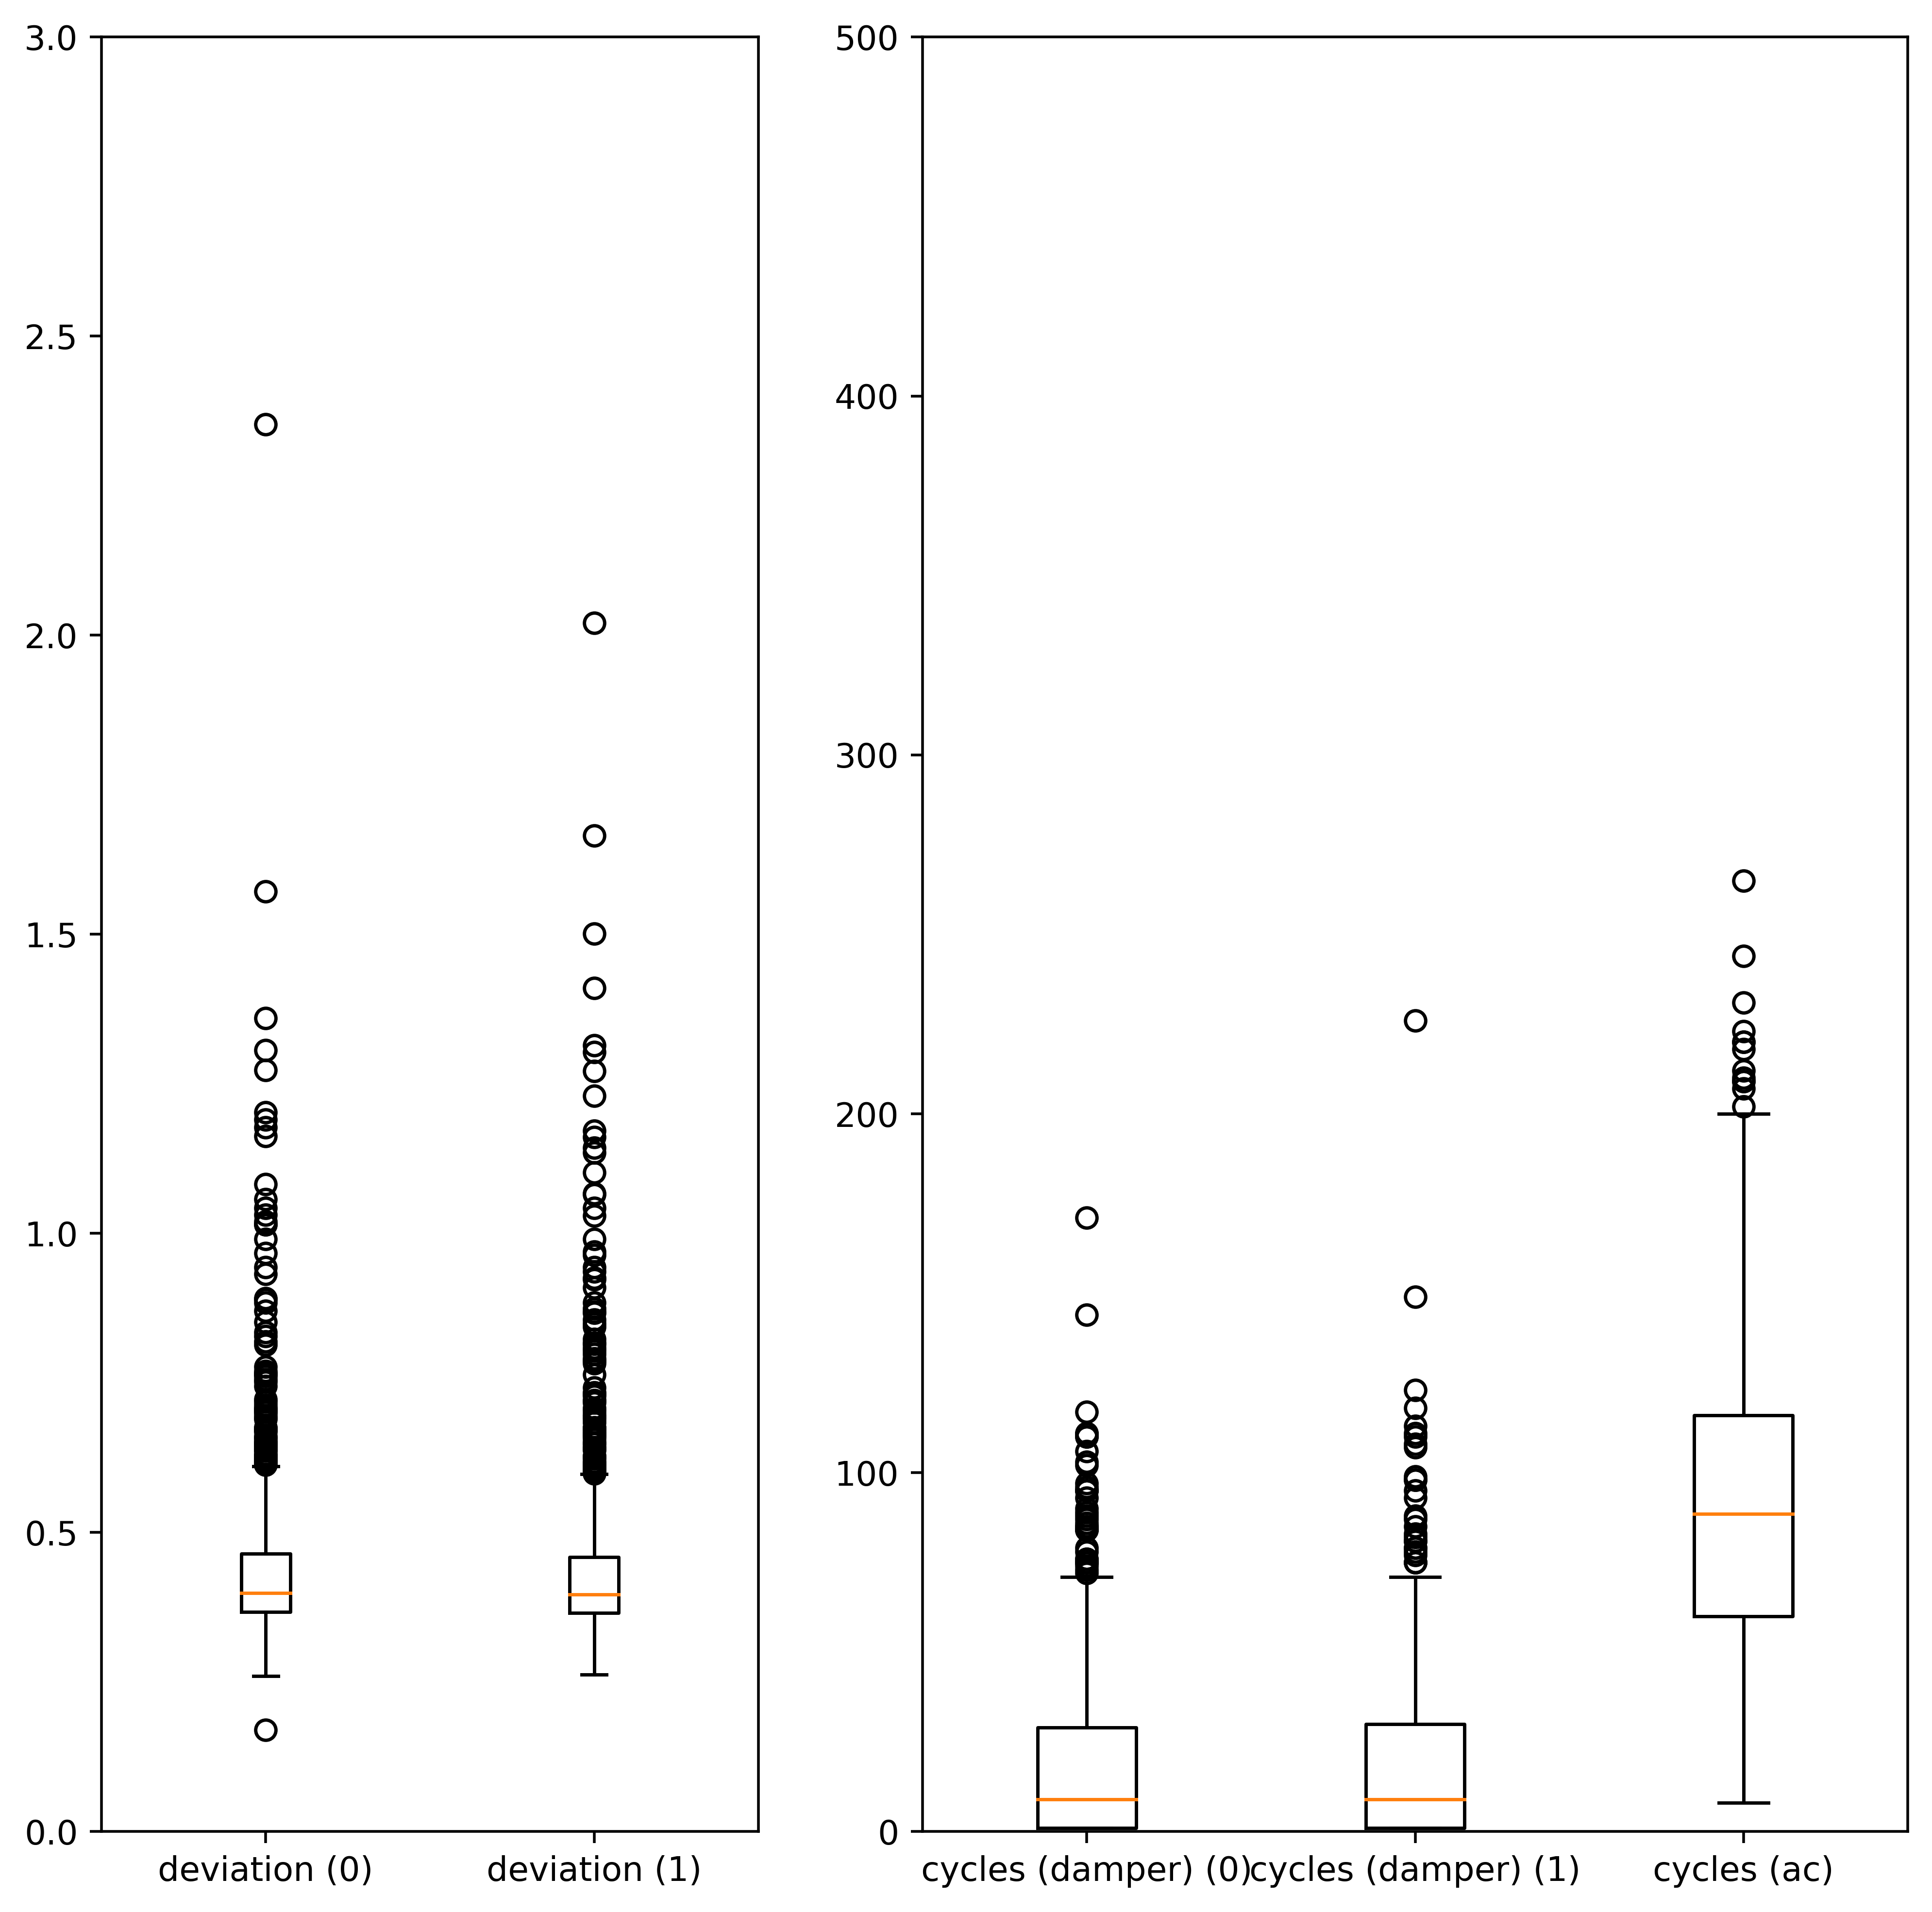 3.0
2.5
2.0
1.5
1.0
0.5
0.0
deviation (0)
deviation (1)
500
400
300
200
100
0
cycles (damper) (0)
cycles (damper) (1)
cycles (ac)